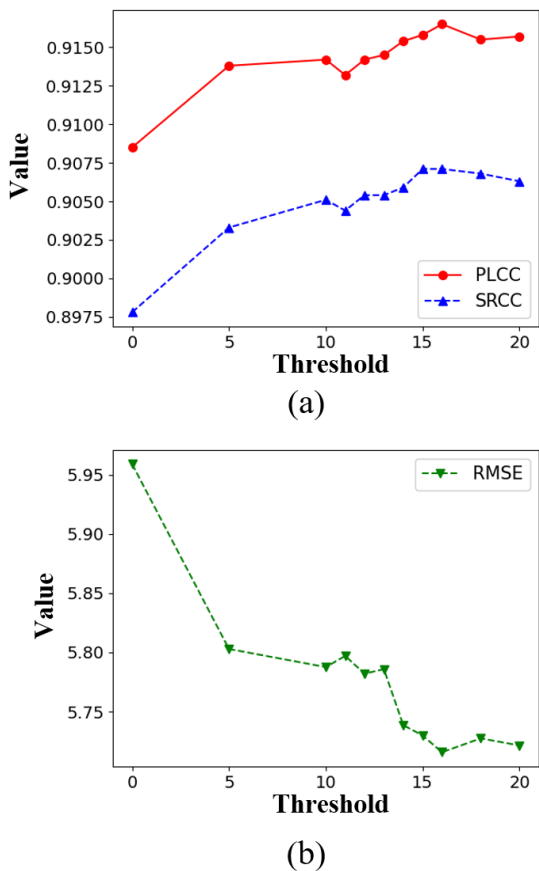 0.9150
0.9125
0.9100
0.9075
0.9050
0.9025
0.9000
0.8975
Value
PLCC
SRCC
0 5 10 15 20
Threshold
(a)
5.95
5.90
5.85
5.80
5.75
Value
RMSE
0 5 10 15 20
Threshold
(b)